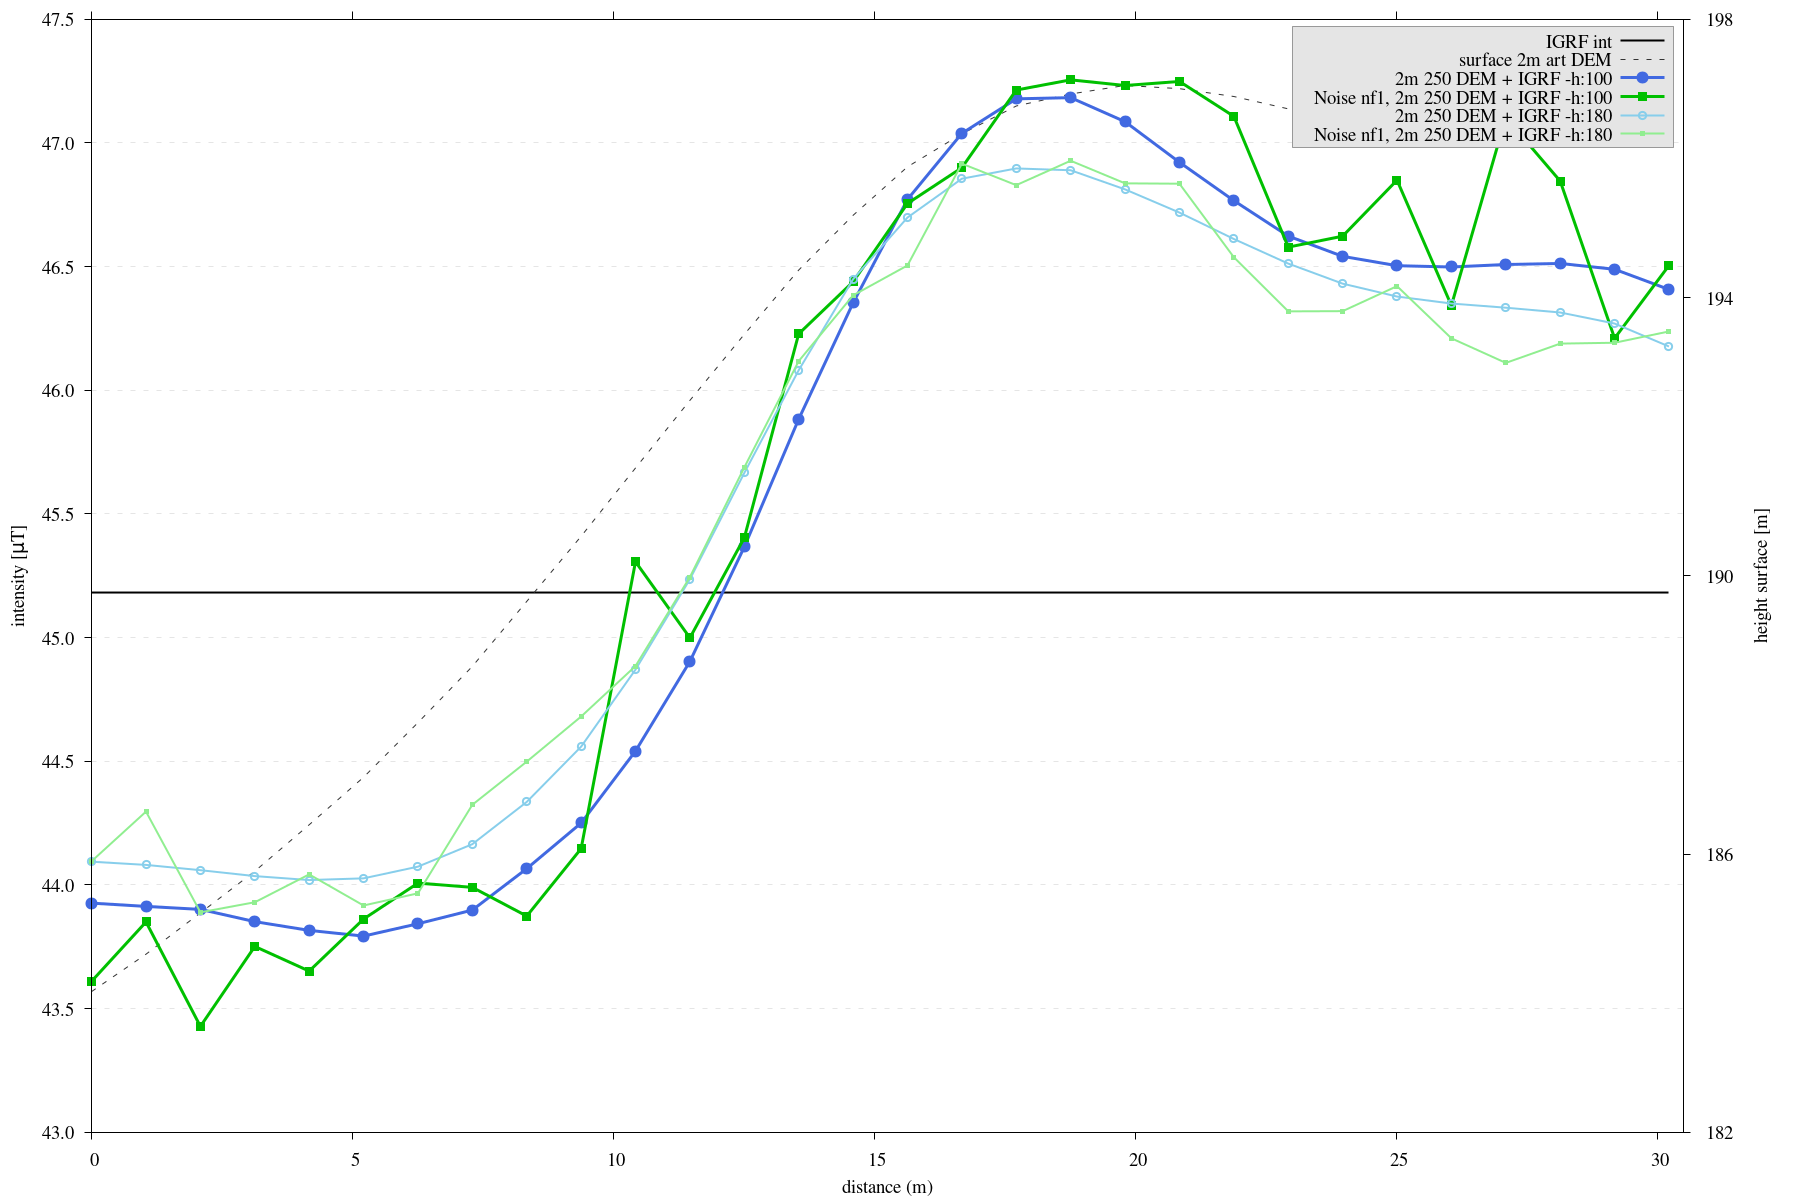 47.5
47.0
46.5
46.0
45.5
45.0
44.5
44.0
43.5
43.0
intensity [µT]
IGRF int
surface 2m art DEM
2m 250 DEM + IGRF -h:100
Noise nf1, 2m 250 DEM + IGRF -h:100
2m 250 DEM + IGRF -h:180
Noise nf1, 2m 250 DEM + IGRF -h:180
198
194
190
186
182
height surface [m]
0 5 10 15 20 25 30
distance (m)